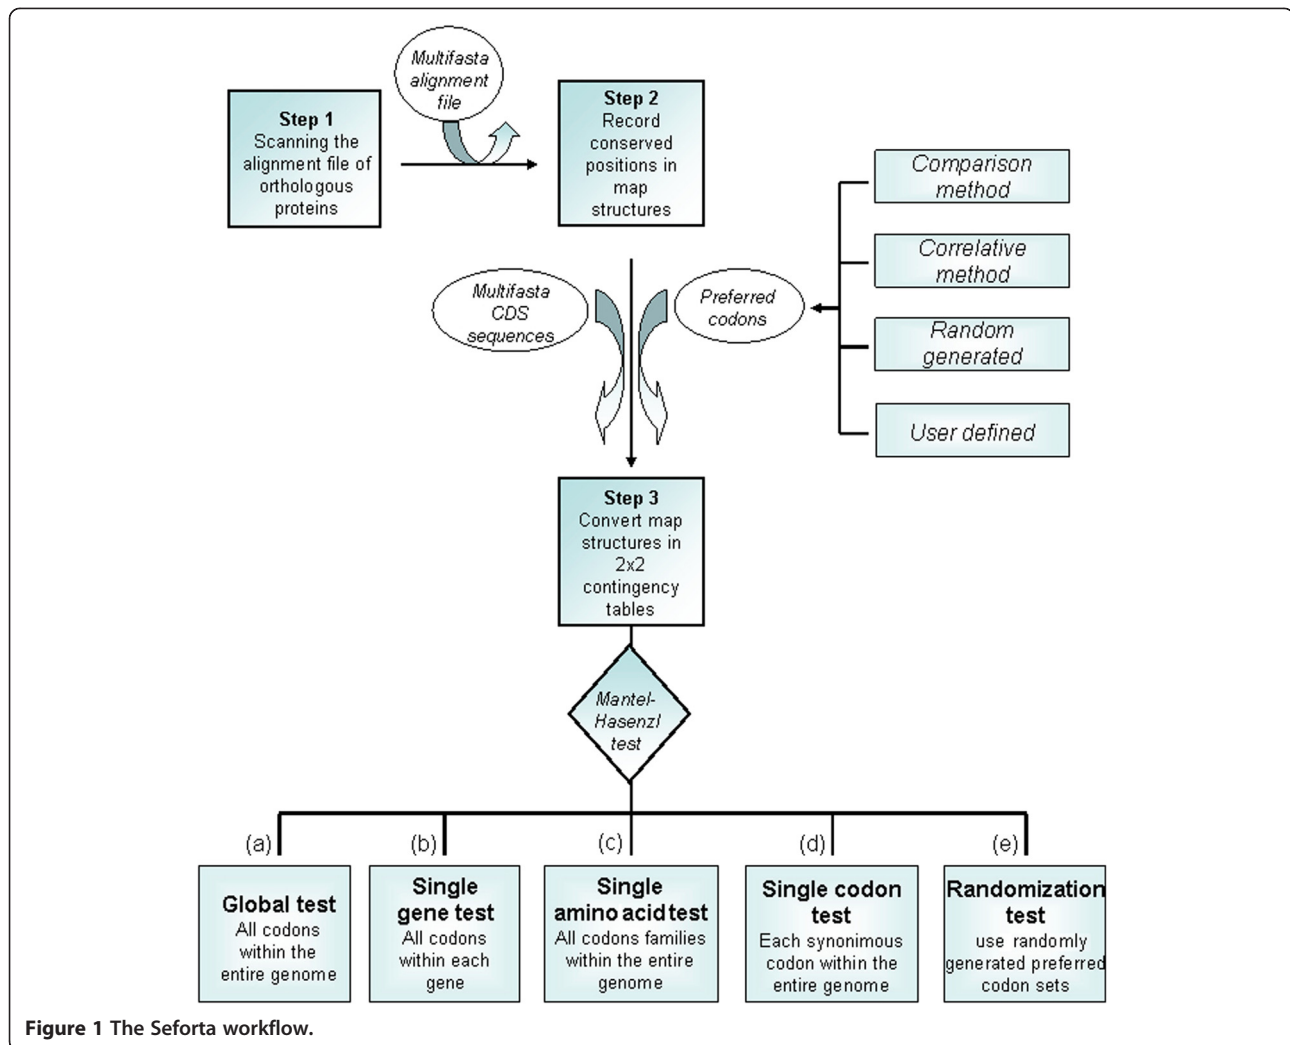 Multifasta
alignment
file
Step 1
Scanning the
alignment file of
orthologous
proteins
Step 2
Record
conserved
positions in
map
structures
Multifasta
CDS
sequences
Preferred
codons
Comparison
method
Correlative
method
Random
generated
User defined
Step 3
Convert map
structures in
2x2
contingency
tables
Mantel-
Hasenzl
test
(a)
Global test
All codons
within the
entire genome
(b)
Single
gene test
All codons
within each
gene
(c)
Single
amino acid test
All codons families
within the entire
genome
(d)
Single codon
test
Each synonimous
codon within the
entire genome
(e)
Randomization
test
use randomly
generated preferred
codon sets
Figure 1 The Seforta workflow.